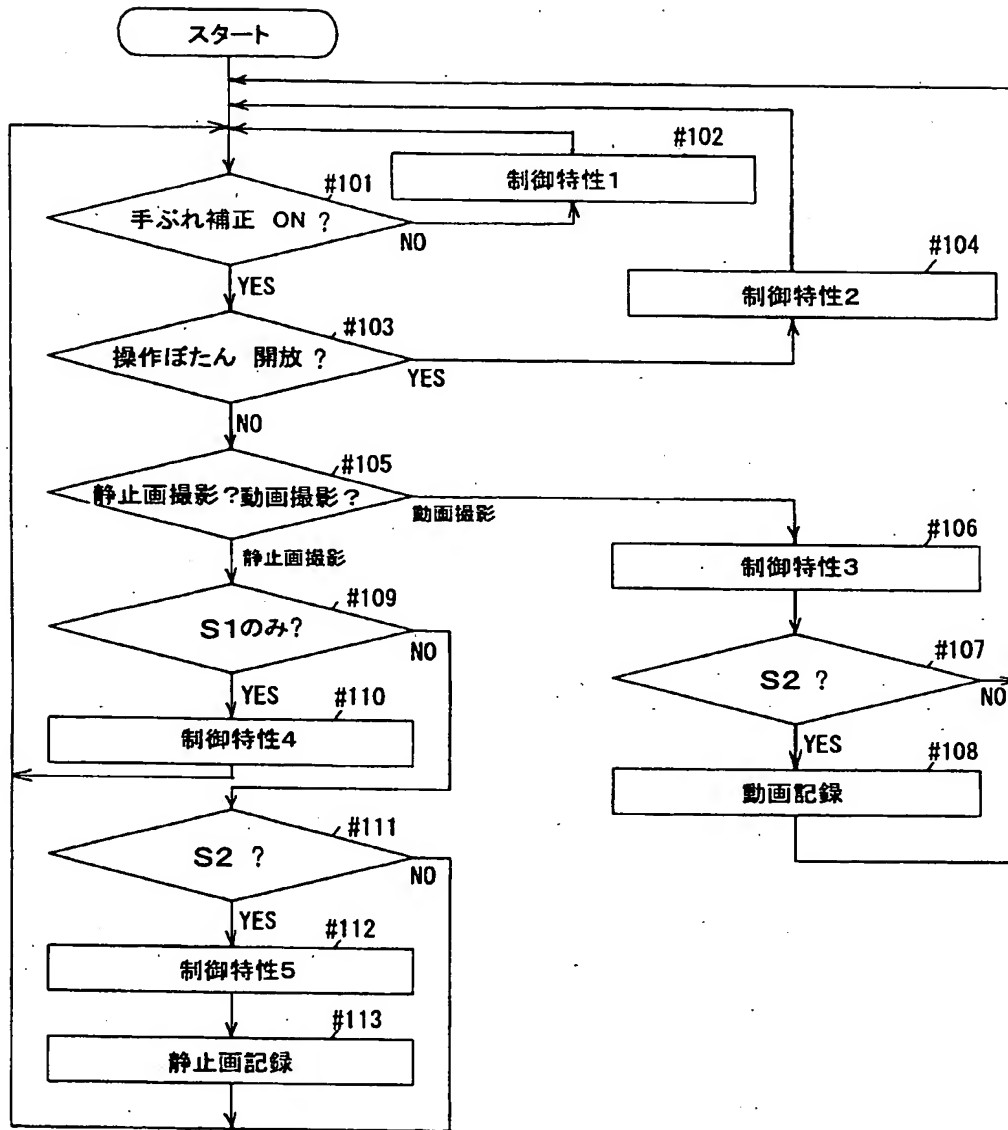 スタート
#102
制御特性1
#101
手ぶれ補正 ON ?
NO
YES
#104
制御特性2
#103
操作ぼたん 開放 ?
YES
NO
#105
静止画撮影?動画撮影?
動画撮影
静止画撮影
#106
制御特性3
#109
S1のみ?
NO
YES
#107
S2 ?
NO
YES
#110
制御特性4
#108
動画記録
#111
S2 ?
NO
YES
#112
制御特性5
#113
静止画記録